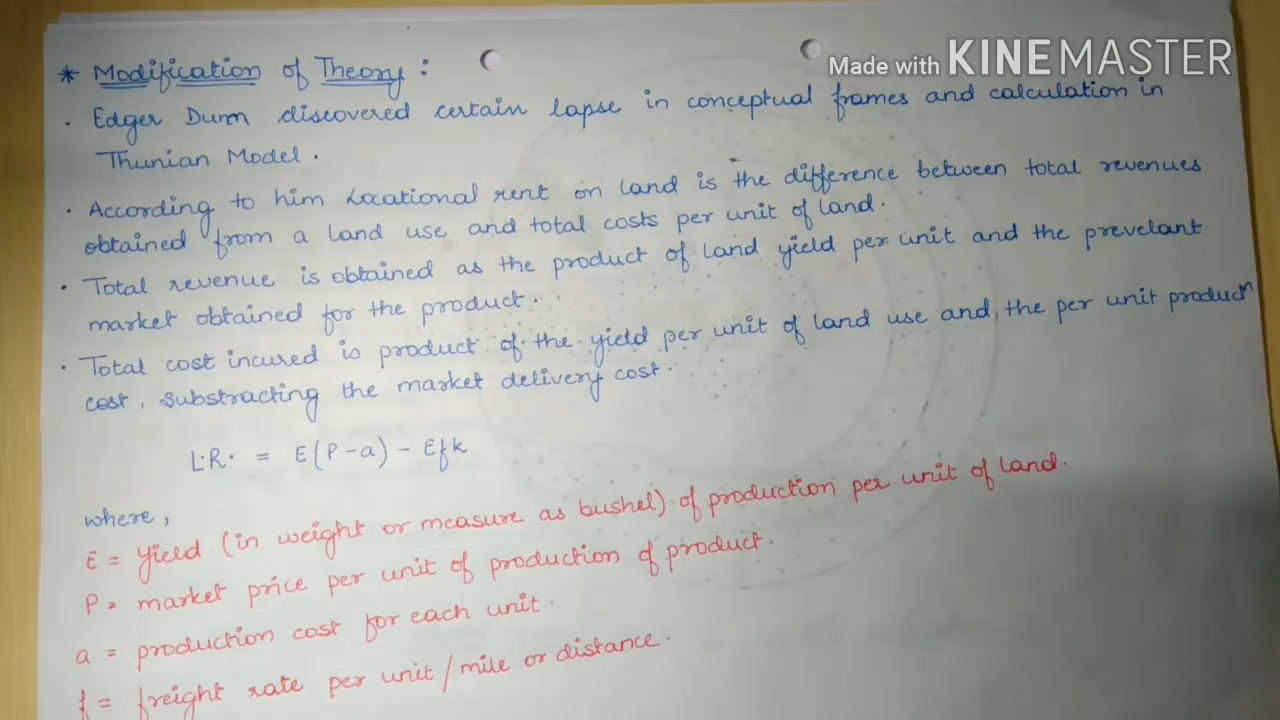 Made with KINEMASTER
* Modification of Theory :
. Edger Dunn discovered certain lapse in conceptual frames and calculation in
Thunian Model.
. According to him Locational rent on land is the difference between total revenues
obtained from a land use and total costs per unit of land.
. Total revenue is obtained as the product of land yield per unit and the prevelant
market obtained for the product.
. Total cost incured is product of the yield per unit of land use and the per unit productn
cost, substracting the market delivery cost.
L.R. = E(P-a) - Efk
where,
E = Yield (in weight or measure as bushel) of production per unit of land.
P = market price per unit of production of product.
a = production cost for each unit.
f = freight rate per unit/mile or distance.